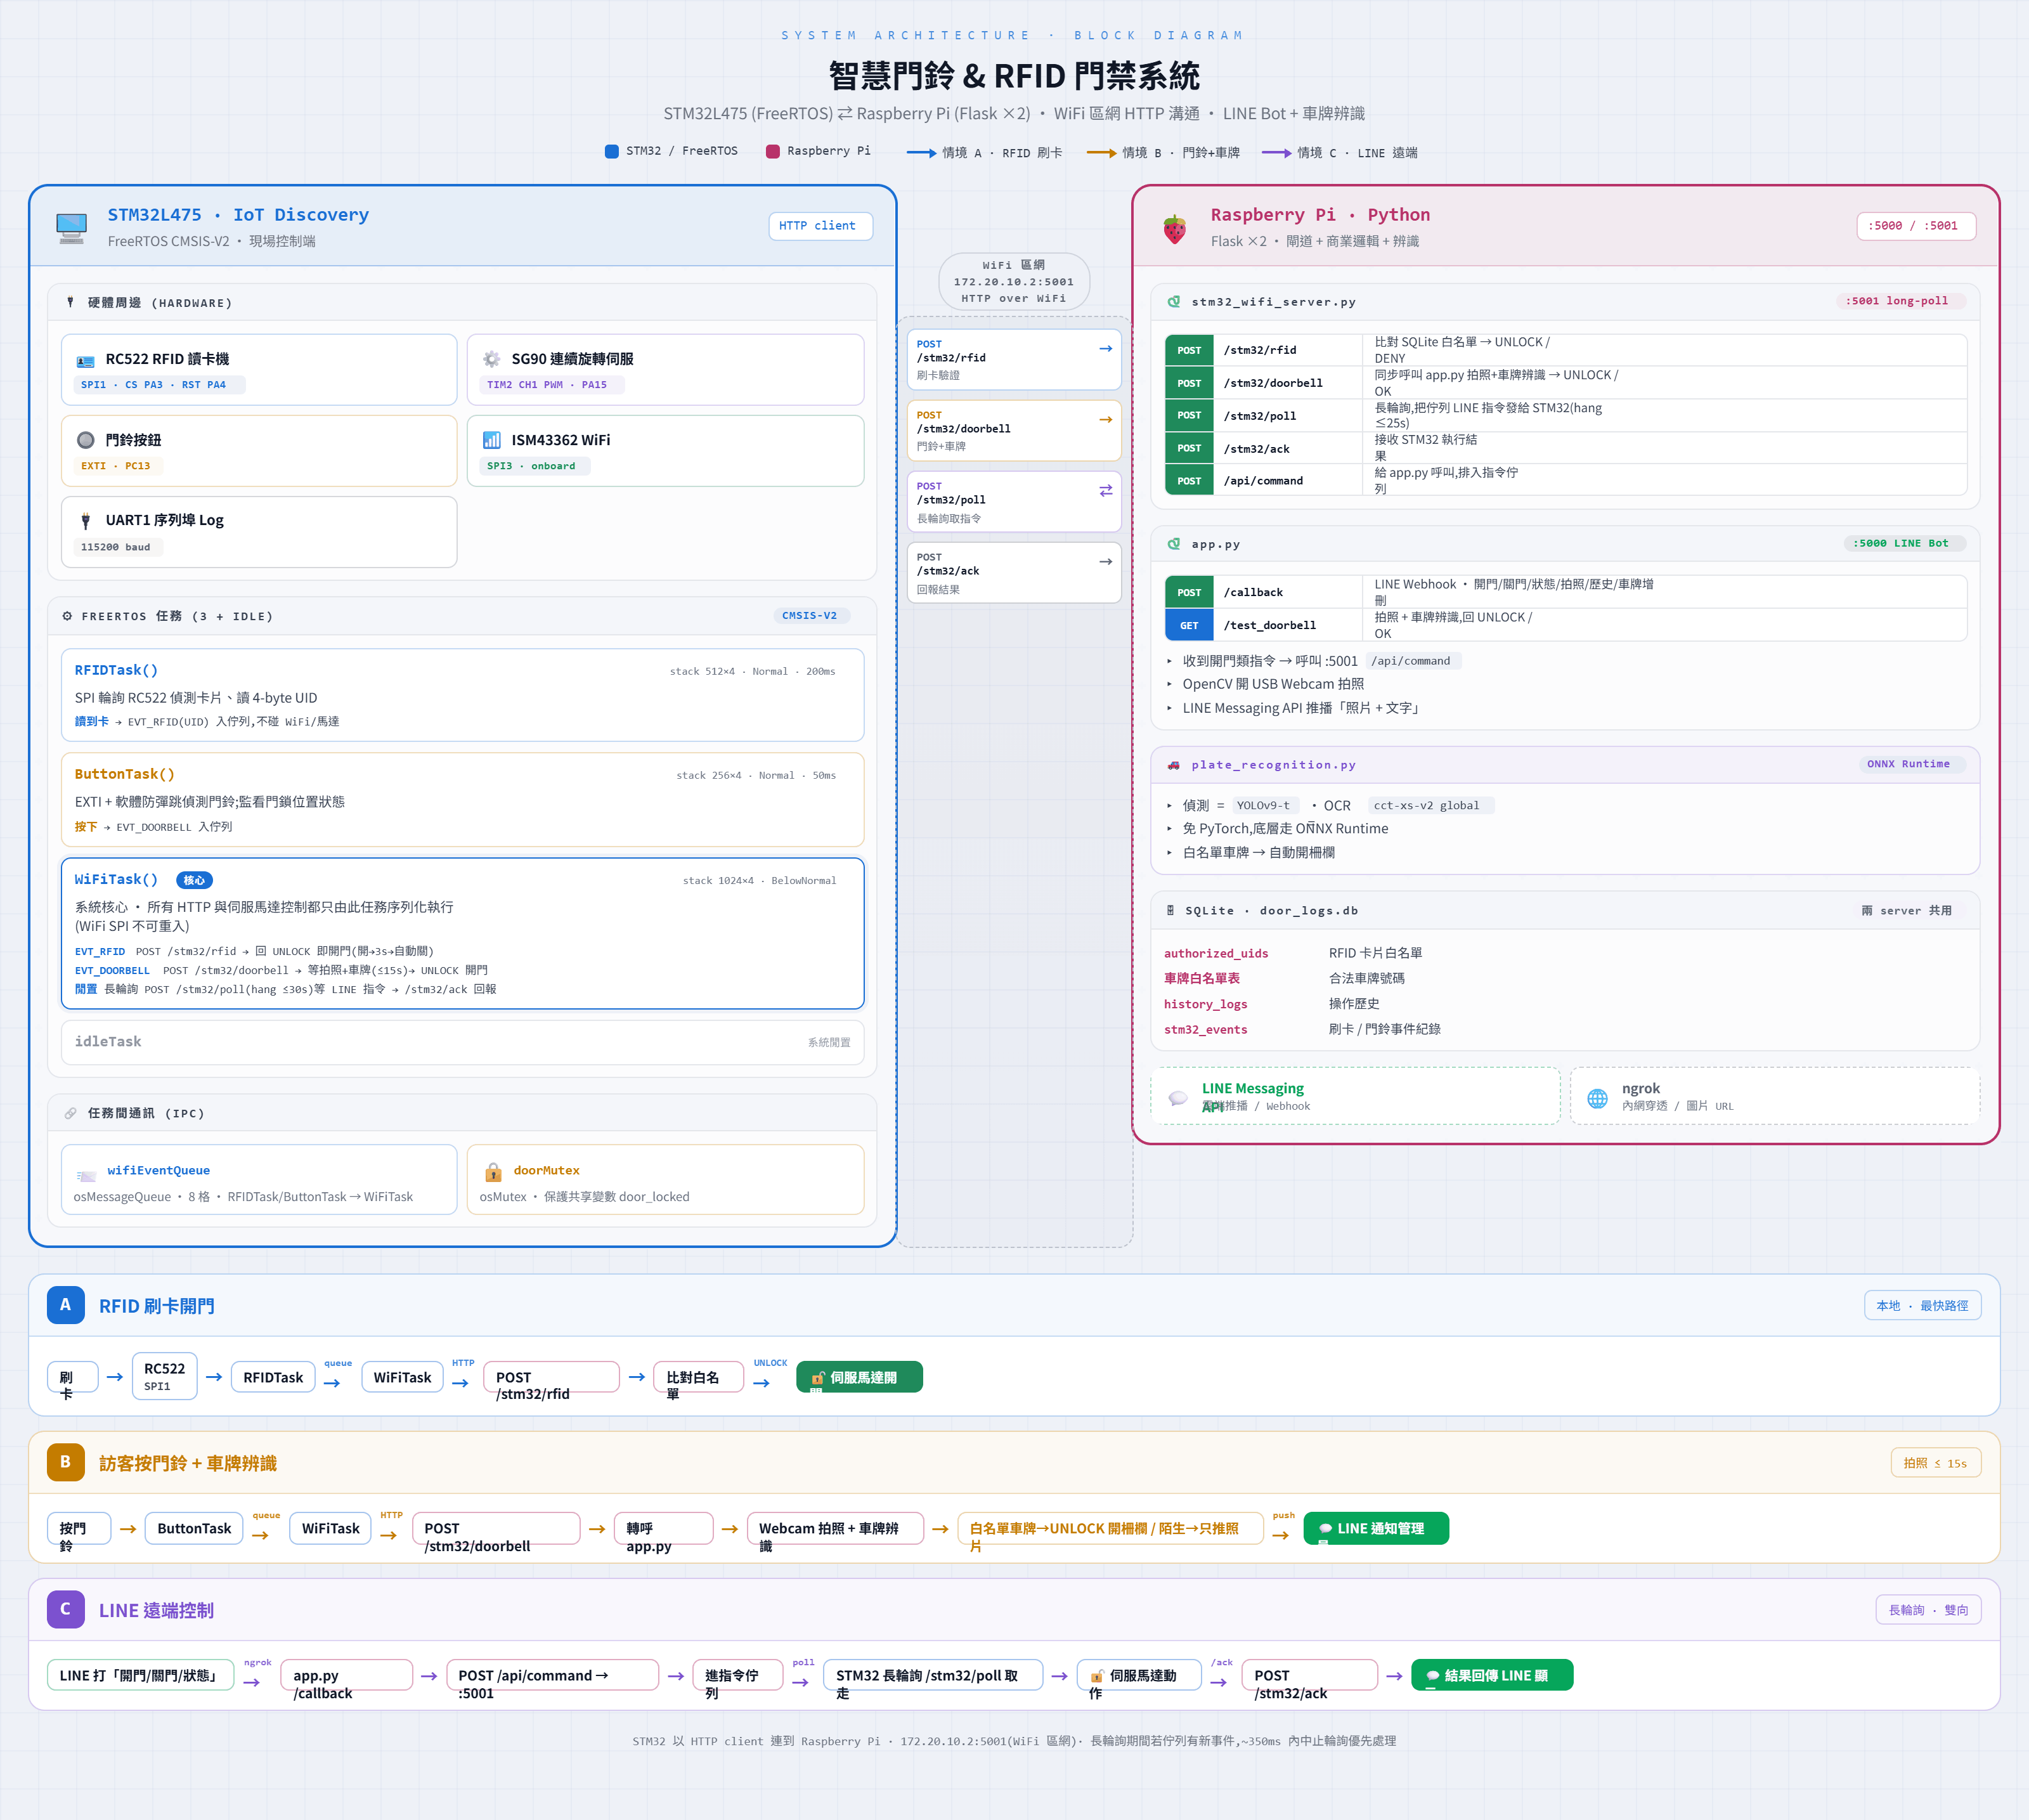 SYSTEM ARCHITECTURE · BLOCK DIAGRAM
智慧門鈴 & RFID 門禁系統
STM32L475 (FreeRTOS) ⇄ Raspberry Pi (Flask ×2) · WiFi 區網 HTTP 溝通 · LINE Bot + 車牌辨識
STM32 / FreeRTOS
Raspberry Pi
情境 A · RFID 刷卡
情境 B · 門鈴+車牌
情境 C · LINE 遠端
STM32L475 · IoT Discovery
FreeRTOS CMSIS-V2 · 現場控制端
HTTP client
硬體周邊 (HARDWARE)
RC522 RFID 讀卡機
SPI1 · CS PA3 · RST PA4
SG90 連續旋轉伺服
TIM2 CH1 PWM · PA15
門鈴按鈕
EXTI · PC13
ISM43362 WiFi
SPI3 · onboard
UART1 序列埠 Log
115200 baud
FREERTOS 任務 (3 + IDLE)
CMSIS-V2
RFIDTask()
stack 512×4 · Normal · 200ms
SPI 輪詢 RC522 偵測卡片、讀 4-byte UID
讀到卡 → EVT_RFID(UID) 入佇列,不碰 WiFi/馬達
ButtonTask()
stack 256×4 · Normal · 50ms
EXTI + 軟體防彈跳偵測門鈴;監看門鎖位置狀態
按下 → EVT_DOORBELL 入佇列
WiFiTask()
核心
stack 1024×4 · BelowNormal
系統核心 · 所有 HTTP 與伺服馬達控制都只由此任務序列化執行
(WiFi SPI 不可重入)
EVT_RFID POST /stm32/rfid → 回 UNLOCK 即開門(開→3s→自動關)
EVT_DOORBELL POST /stm32/doorbell → 等拍照+車牌(≤15s)→ UNLOCK 開門
閒置 長輪詢 POST /stm32/poll(hang ≤30s)等 LINE 指令 → /stm32/ack 回報
idleTask
系統閒置
任務間通訊 (IPC)
wifiEventQueue
osMessageQueue · 8 格 · RFIDTask/ButtonTask → WiFiTask
doorMutex
osMutex · 保護共享變數 door_locked
WiFi 區網
172.20.10.2:5001
HTTP over WiFi
POST
/stm32/rfid
→
刷卡驗證
POST
/stm32/doorbell
→
門鈴+車牌
POST
/stm32/poll
⇄
長輪詢取指令
POST
/stm32/ack
→
回報結果
Raspberry Pi · Python
Flask ×2 · 閘道 + 商業邏輯 + 辨識
:5000 / :5001
stm32_wifi_server.py
:5001 long-poll
POST /stm32/rfid 比對 SQLite 白名單 → UNLOCK /
DENY
POST /stm32/doorbell 同步呼叫 app.py 拍照+車牌辨識 → UNLOCK /
OK
POST /stm32/poll 長輪詢,把佇列 LINE 指令發給 STM32(hang
≤25s)
POST /stm32/ack 接收 STM32 執行結
果
POST /api/command 給 app.py 呼叫,排入指令佇
列
app.py
:5000 LINE Bot
POST /callback LINE Webhook · 開門/關門/狀態/拍照/歷史/車牌增
刪
GET /test_doorbell 拍照 + 車牌辨識,回 UNLOCK /
OK
▸ 收到開門類指令 → 呼叫 :5001 /api/command
▸ OpenCV 開 USB Webcam 拍照
▸ LINE Messaging API 推播「照片 + 文字」
plate_recognition.py
ONNX Runtime
▸ 偵測 = YOLOv9-t · OCR cct-xs-v2 global
▸ 免 PyTorch,底層走 ONNX Runtime
▸ 白名單車牌 → 自動開柵欄
SQLite · door_logs.db
兩 server 共用
authorized_uids RFID 卡片白名單
車牌白名單表 合法車牌號碼
history_logs 操作歷史
stm32_events 刷卡 / 門鈴事件紀錄
LINE Messaging
API
推播 / Webhook
ngrok
內網穿透 / 圖片 URL
A
RFID 刷卡開門
本地 · 最快路徑
刷
卡
→
RC522
SPI1
→
RFIDTask
queue
→
WiFiTask
HTTP
→
POST
/stm32/rfid
→
比對白名
單
UNLOCK
→
伺服馬達開
B
訪客按門鈴 + 車牌辨識
拍照 ≤ 15s
按門
鈴
→
ButtonTask
queue
→
WiFiTask
HTTP
→
POST
/stm32/doorbell
→
轉呼
app.py
→
Webcam 拍照 + 車牌辨
識
→
白名單車牌→UNLOCK 開柵欄 / 陌生→只推照
片
push
→
LINE 通知管理
C
LINE 遠端控制
長輪詢 · 雙向
LINE 打「開門/關門/狀態」
ngrok
→
app.py
/callback
→
POST /api/command →
:5001
→
進指令佇
列
poll
→
STM32 長輪詢 /stm32/poll 取
走
→
伺服馬達動
作
/ack
→
POST
/stm32/ack
→
結果回傳 LINE 顯
STM32 以 HTTP client 連到 Raspberry Pi · 172.20.10.2:5001(WiFi 區網)· 長輪詢期間若佇列有新事件,~350ms 內中止輪詢優先處理